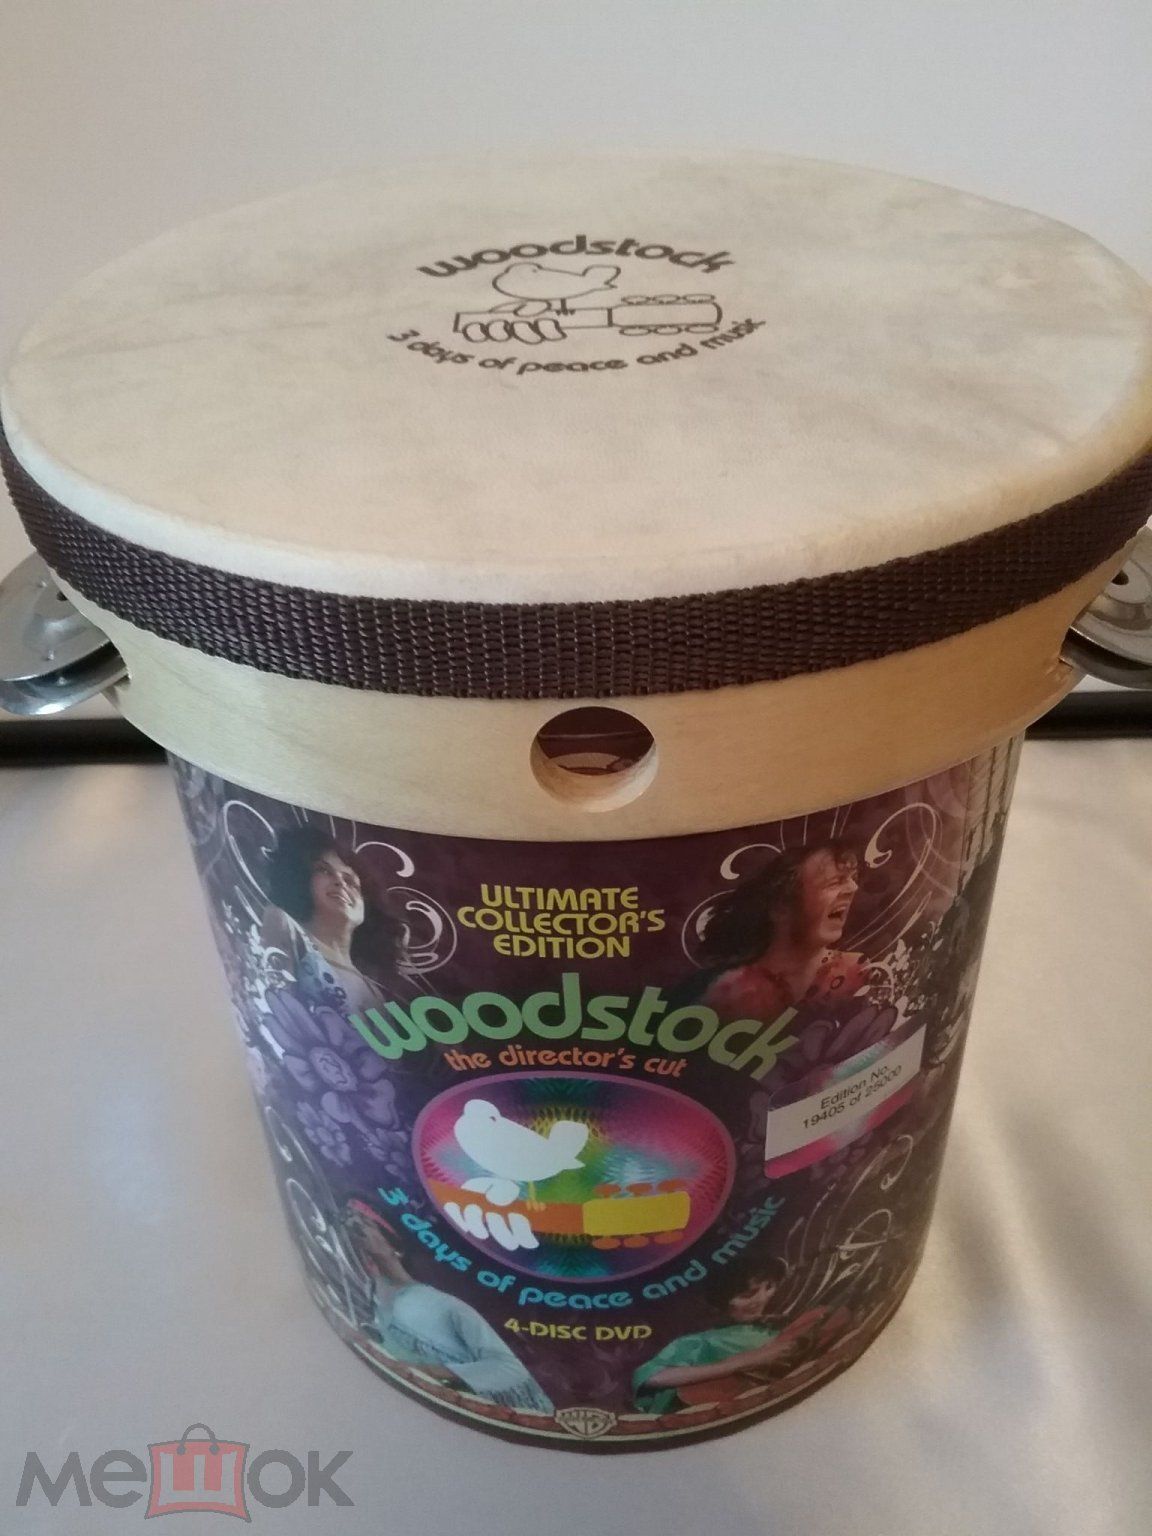 woodstock
3 days of peace and music
ULTIMATE
COLLECTOR'S
EDITION
woodstock
the director's cut
Edition No.
19405 of 25000
3 days of peace and music
4-DISC DVD
мешок